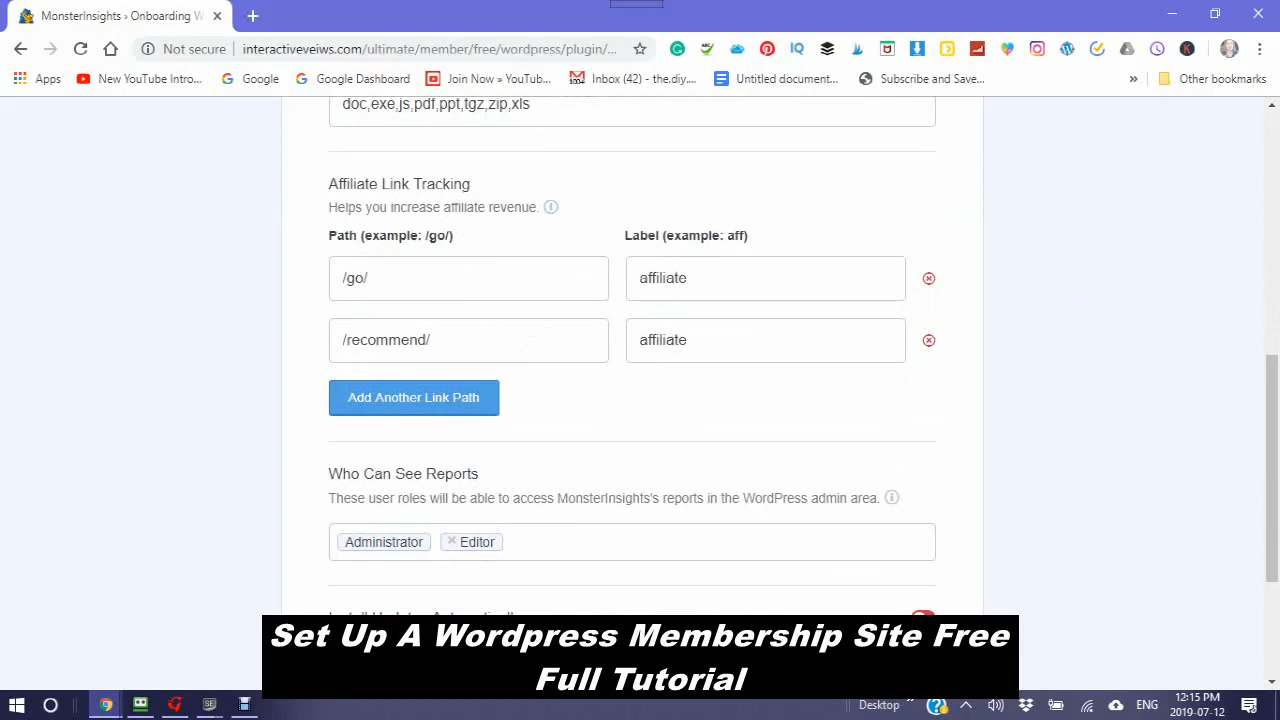 MonsterInsights › Onboarding W
Not secure
interactiveveiws.com/ultimate/member/free/wordpress/plugin/...
Apps
New YouTube Intro...
Google
Google Dashboard
Join Now » YouTub...
Inbox (42) - the.diy....
Untitled document...
Subscribe and Save...
»
Other bookmarks
doc,exe,js,pdf,ppt,tgz,zip,xls
Affiliate Link Tracking
Helps you increase affiliate revenue.
Path (example: /go/)
Label (example: aff)
/go/
affiliate
/recommend/
affiliate
Add Another Link Path
Who Can See Reports
These user roles will be able to access MonsterInsights's reports in the WordPress admin area.
Administrator
Editor
Set Up A Wordpress Membership Site Free
Full Tutorial
Desktop
ENG
12:15 PM
2019-07-12